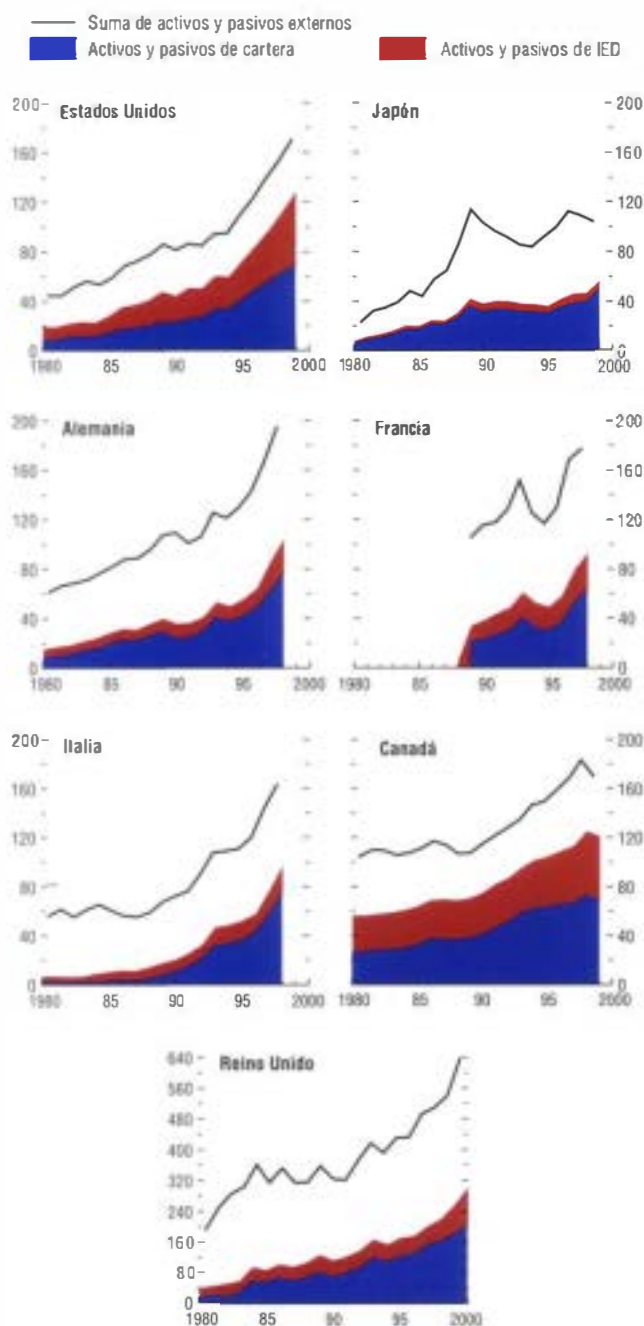 Suma de activos y pasivos externos
Activos y pasivos de cartera Activos y pasivos de IED
Estados Unidos
200
160
120
80
40
0
1980 85 90 95 2000
Japón
200
160
120
80
40
0
1980 85 90 95 2000
Alemania
200
160
120
80
40
0
1980 85 90 95 2000
Francia
200
160
120
80
40
0
1980 90 95 2000
Italia
200
160
120
80
40
0
1980 85 90 95 2000
Canadá
200
160
120
80
40
0
1980 85 90 95 2000
Reino Unido
640
560
480
400
320
240
160
80
0
1980 85 90 95 2000